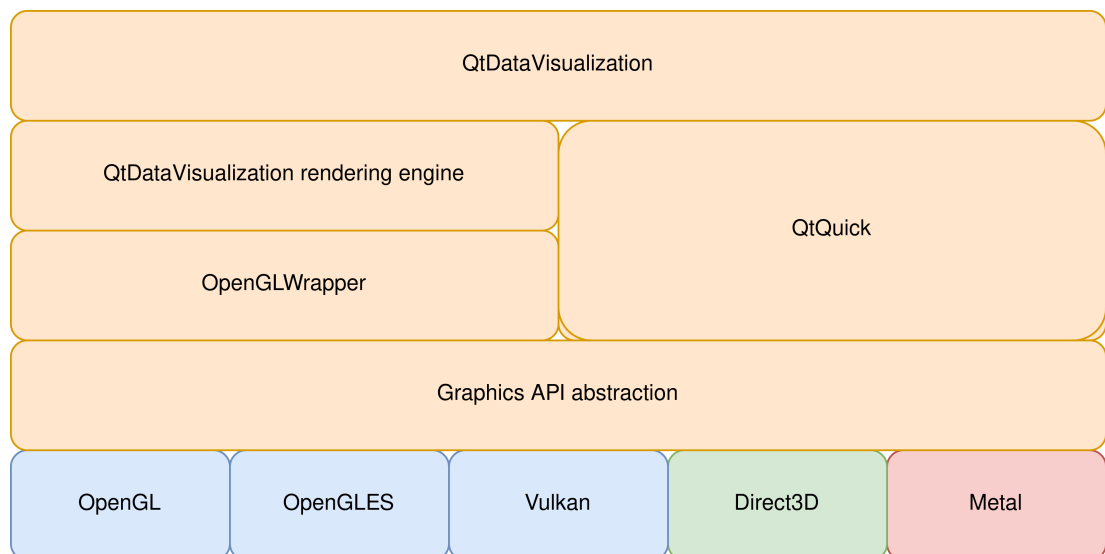 QtDataVisualization
QtDataVisualization rendering engine
QtQuick
OpenGLWrapper
Graphics API abstraction
OpenGL
OpenGLES
Vulkan
Direct3D
Metal